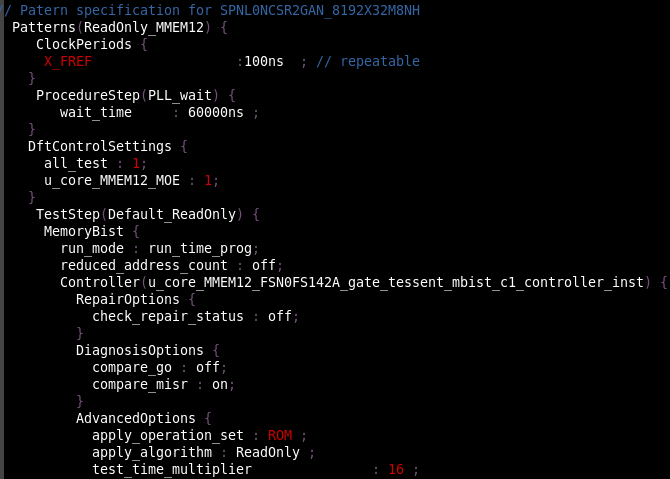 // Patern specification for SPNL0NCSR2GAN_8192X32M8NH
Patterns(ReadOnly_MMEM12) {
ClockPeriods {
X_FREF :100ns ; // repeatable
}
ProcedureStep(PLL_wait) {
wait_time : 60000ns ;
}
DftControlSettings {
all_test : 1;
u_core_MMEM12_MOE : 1;
}
TestStep(Default_ReadOnly) {
MemoryBist {
run_mode : run_time_prog;
reduced_address_count : off;
Controller(u_core_MMEM12_FSN0FS142A_gate_tessent_mbist_c1_controller_inst) {
RepairOptions {
check_repair_status : off;
}
DiagnosisOptions {
compare_go : off;
compare_misr : on;
}
AdvancedOptions {
apply_operation_set : ROM ;
apply_algorithm : ReadOnly ;
test_time_multiplier : 16 ;